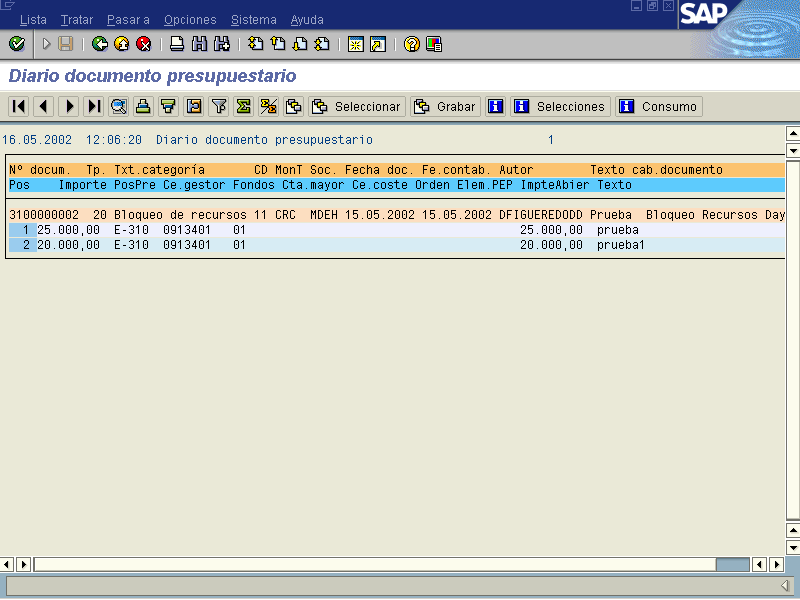 Lista Tratar Pasar a Opciones Sistema Ayuda
SAP
Diario documento presupuestario
Seleccionar Grabar Selecciones Consumo
16.05.2002 12:06:20 Diario documento presupuestario 1
Nº docum. Tp. Txt.categoría CD MonT Soc. Fecha doc. Fe.contab. Autor Texto cab.documento
Pos Importe PosPre Ce.gestor Fondos Cta.mayor Ce.coste Orden Elem.PEP ImpteAbier Texto
3100000002 20 Bloqueo de recursos 11 CRC MDEH 15.05.2002 15.05.2002 DFIGUEREDODD Prueba Bloqueo Recursos Day
1 25.000,00 E-310 0913401 01 25.000,00 prueba
2 20.000,00 E-310 0913401 01 20.000,00 prueba1